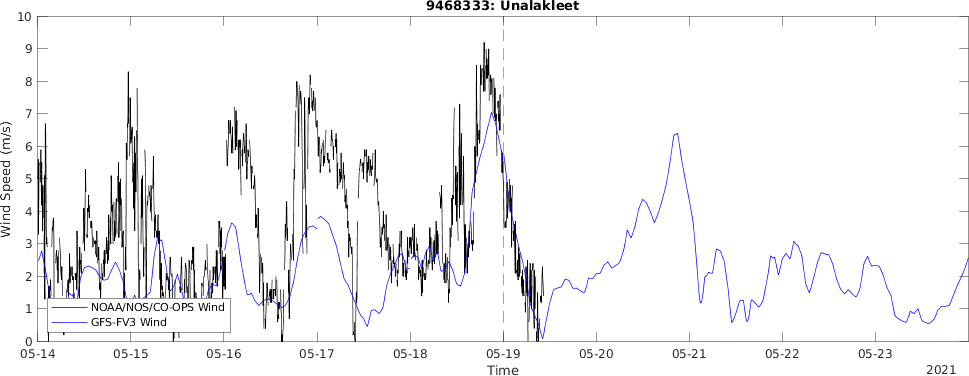 9468333: Unalakleet
10
9
8
7
6
5
4
3
2
1
0
Wind Speed (m/s)
NOAA/NOS/CO-OPS Wind
GFS-FV3 Wind
05-14 05-15 05-16 05-17 05-18 05-19 05-20 05-21 05-22 05-23
Time
2021